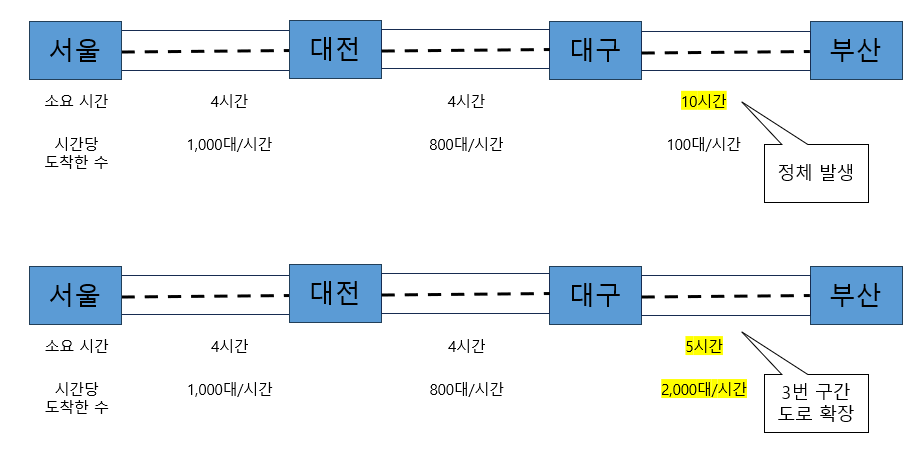 서울 대전 대구 부산
소요 시간 4시간 4시간 10시간
시간당
도착한 수 1,000대/시간 800대/시간 100대/시간
정체 발생
서울 대전 대구 부산
소요 시간 4시간 4시간 5시간
시간당
도착한 수 1,000대/시간 800대/시간 2,000대/시간
3번 구간
도로 확장